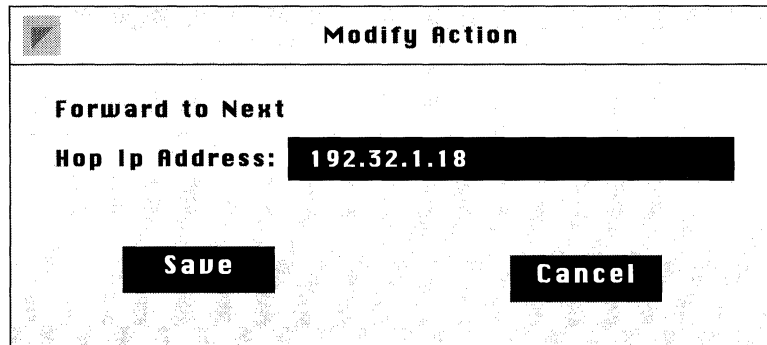 Modify Action
Forward to Next
Hop Ip Address: 192.32.1.18
Save Cancel